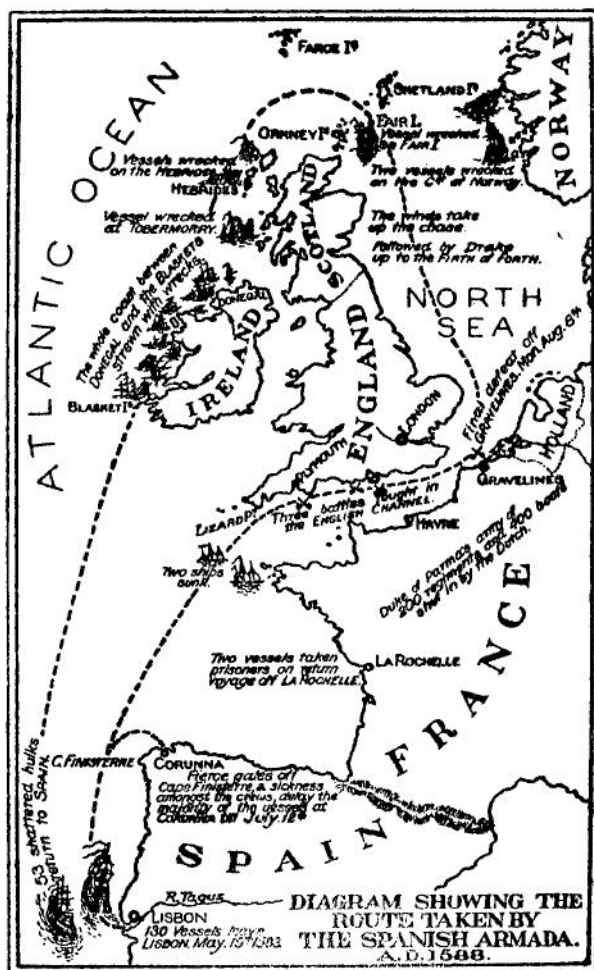 FAROE Is
SHETLAND Is
NORWAY
ATLANTIC OCEAN
ORKNEY Is
FAIR I.
Vessel wrecked
on FAIR I
Vessels wrecked
on the HEBRIDES
HEBRIDES
Two vessels wrecked
on the Ct of Norway.
Vessel wrecked
at TOBERMORRY.
SCOTLAND
The winds take
up the chase.
Followed by Drake
up to the FIRTH of FORTH.
The whole coast between
DONEGAL and the BLASKETS
strewn with wrecks.
DONEGAL
NORTH
SEA
IRELAND
ENGLAND
BLASKET Is
LONDON
Final defeat off
GRAVELINES, Mon. Aug. 8th
HOLLAND
PLYMOUTH
GRAVELINES
LIZARD Pt
Three battles fought in
the ENGLISH CHANNEL.
HAVRE
Two ships
sunk.
Duke of Parma's army of
200 regiments and 400 boats
shut in by the Dutch.
Two vessels taken
prisoners on return
voyage off LA ROCHELLE.
LA ROCHELLE
FRANCE
C. FINISTERRE
CORUNNA
Fierce gales off
Cape Finisterre, & sickness
amongst the crews, delay the
majority of the vessels at
CORUNNA till July 12th
53 shattered hulks
return to SPAIN.
SPAIN
R. Tagus
LISBON
130 Vessels leave
LISBON. May.
DIAGRAM SHOWING THE
ROUTE TAKEN BY
THE SPANISH ARMADA.
A.D. 1588.